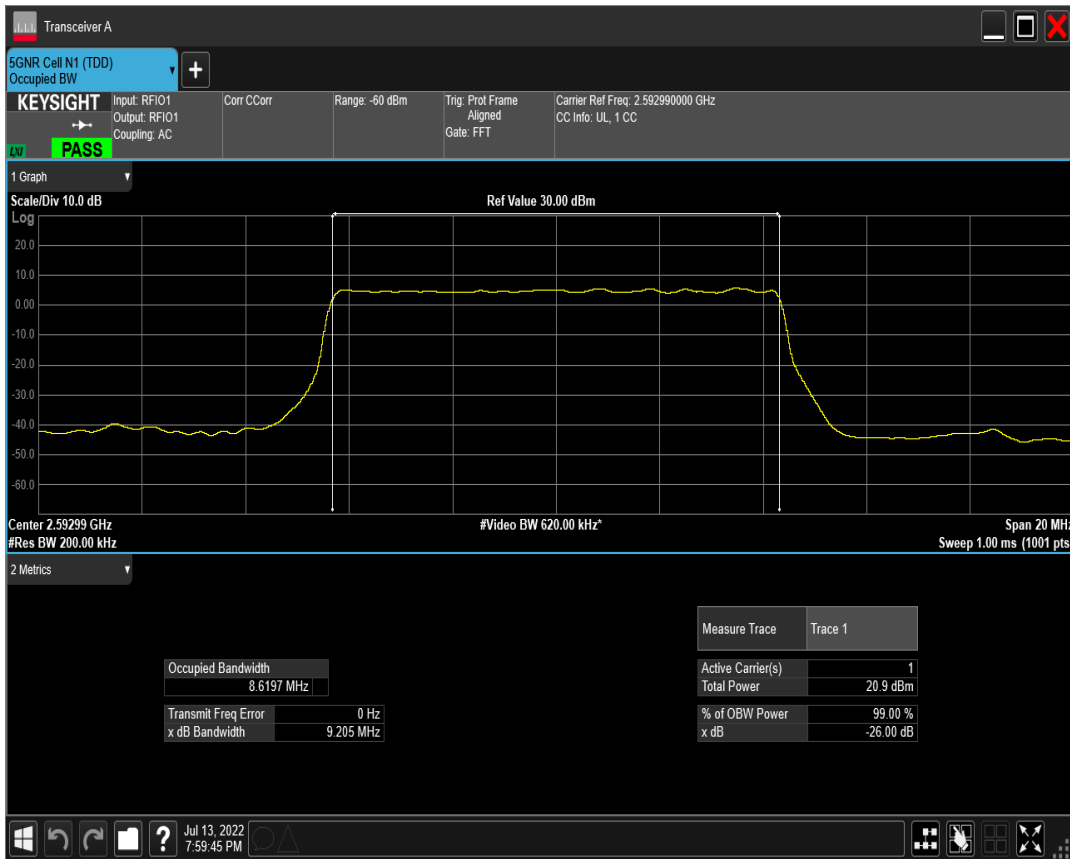 Transceiver A
5GNR Cell N1 (TDD)
Occupied BW
+
KEYSIGHT
LXI
PASS
Input: RFIO1
Output: RFIO1
Coupling: AC
Corr CCorr
Range: -60 dBm
Trig: Prot Frame
Aligned
Gate: FFT
Carrier Ref Freq: 2.592990000 GHz
CC Info: UL, 1 CC
1 Graph
Scale/Div 10.0 dB
Ref Value 30.00 dBm
Log
20.0
10.0
0.00
-10.0
-20.0
-30.0
-40.0
-50.0
-60.0
Center 2.59299 GHz
#Video BW 620.00 kHz*
Span 20 MHz
#Res BW 200.00 kHz
Sweep 1.00 ms (1001 pts
2 Metrics
Measure Trace Trace 1
Occupied Bandwidth
8.6197 MHz
Active Carrier(s) 1
Total Power 20.9 dBm
Transmit Freq Error 0 Hz
x dB Bandwidth 9.205 MHz
% of OBW Power 99.00 %
x dB -26.00 dB
?
Jul 13, 2022
7:59:45 PM